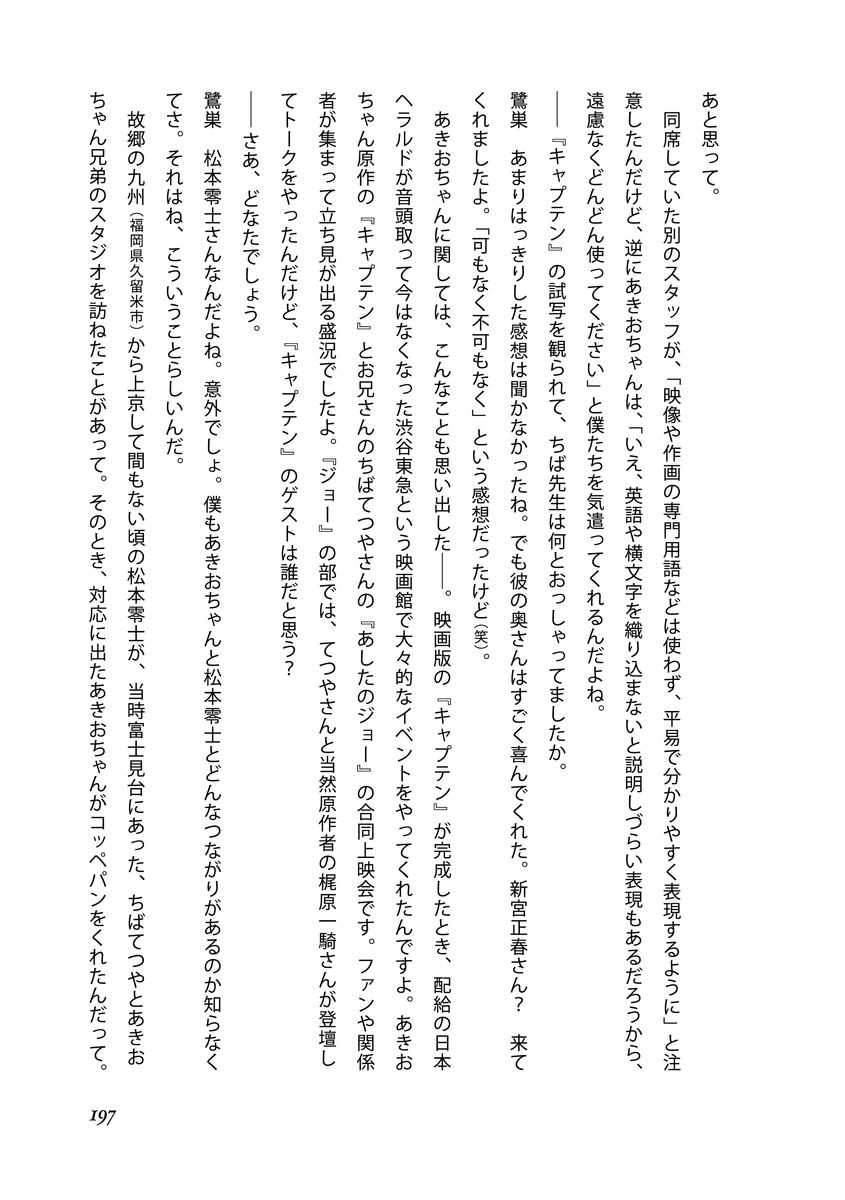 あと思って。
　同席していた別のスタッフが、「映像や作画の専門用語などは使わず、平易で分かりやすく表現するように」と注
意したんだけど、逆にあきおちゃんは、「いえ、英語や横文字を織り込まないと説明しづらい表現もあるだろうから、
遠慮なくどんどん使ってください」と僕たちを気遣ってくれるんだよね。
――『キャプテン』の試写を観られて、ちば先生は何とおっしゃってましたか。
鷺巣　あまりはっきりした感想は聞かなかったね。でも彼の奥さんはすごく喜んでくれた。新宮正春さん？　来て
くれましたよ。「可もなく不可もなく」という感想だったけど（笑）。
　あきおちゃんに関しては、こんなことも思い出した――。映画版の『キャプテン』が完成したとき、配給の日本
ヘラルドが音頭取って今はなくなった渋谷東急という映画館で大々的なイベントをやってくれたんですよ。あきお
ちゃん原作の『キャプテン』とお兄さんのちばてつやさんの『あしたのジョー』の合同上映会です。ファンや関係
者が集まって立ち見が出る盛況でしたよ。『ジョー』の部では、てつやさんと当然原作者の梶原一騎さんが登壇し
てトークをやったんだけど、『キャプテン』のゲストは誰だと思う？
――さあ、どなたでしょう。
鷺巣　松本零士さんなんだよね。意外でしょ。僕もあきおちゃんと松本零士とどんなつながりがあるのか知らなく
てさ。それはね、こういうことらしいんだ。
　故郷の九州（福岡県久留米市）から上京して間もない頃の松本零士が、当時富士見台にあった、ちばてつやとあきお
ちゃん兄弟のスタジオを訪ねたことがあって。そのとき、対応に出たあきおちゃんがコッペパンをくれたんだって。
197